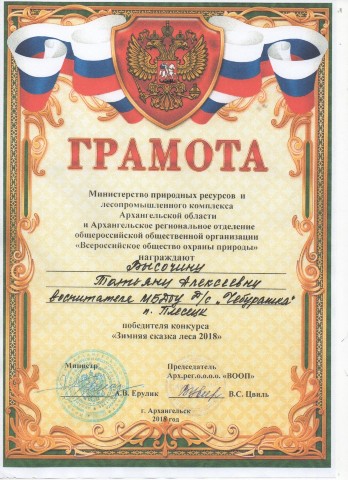 ГРАМОТА
Министерство природных ресурсов и
лесопромышленного комплекса
Архангельской области
и Архангельское региональное отделение
общероссийской общественной организации
«Всероссийское общество охраны природы»
награждают
Высочину
Татьяну Алексеевну
воспитателя МБДОУ д/с „Чебурашка"
п. Плесецк
победителя конкурса
«Зимняя сказка леса 2018»
Министр Председатель
Арх.рег.о.о.о.о. «ВООП»
А.В. Ерулик В.С. Цвиль
г. Архангельск
2018 год